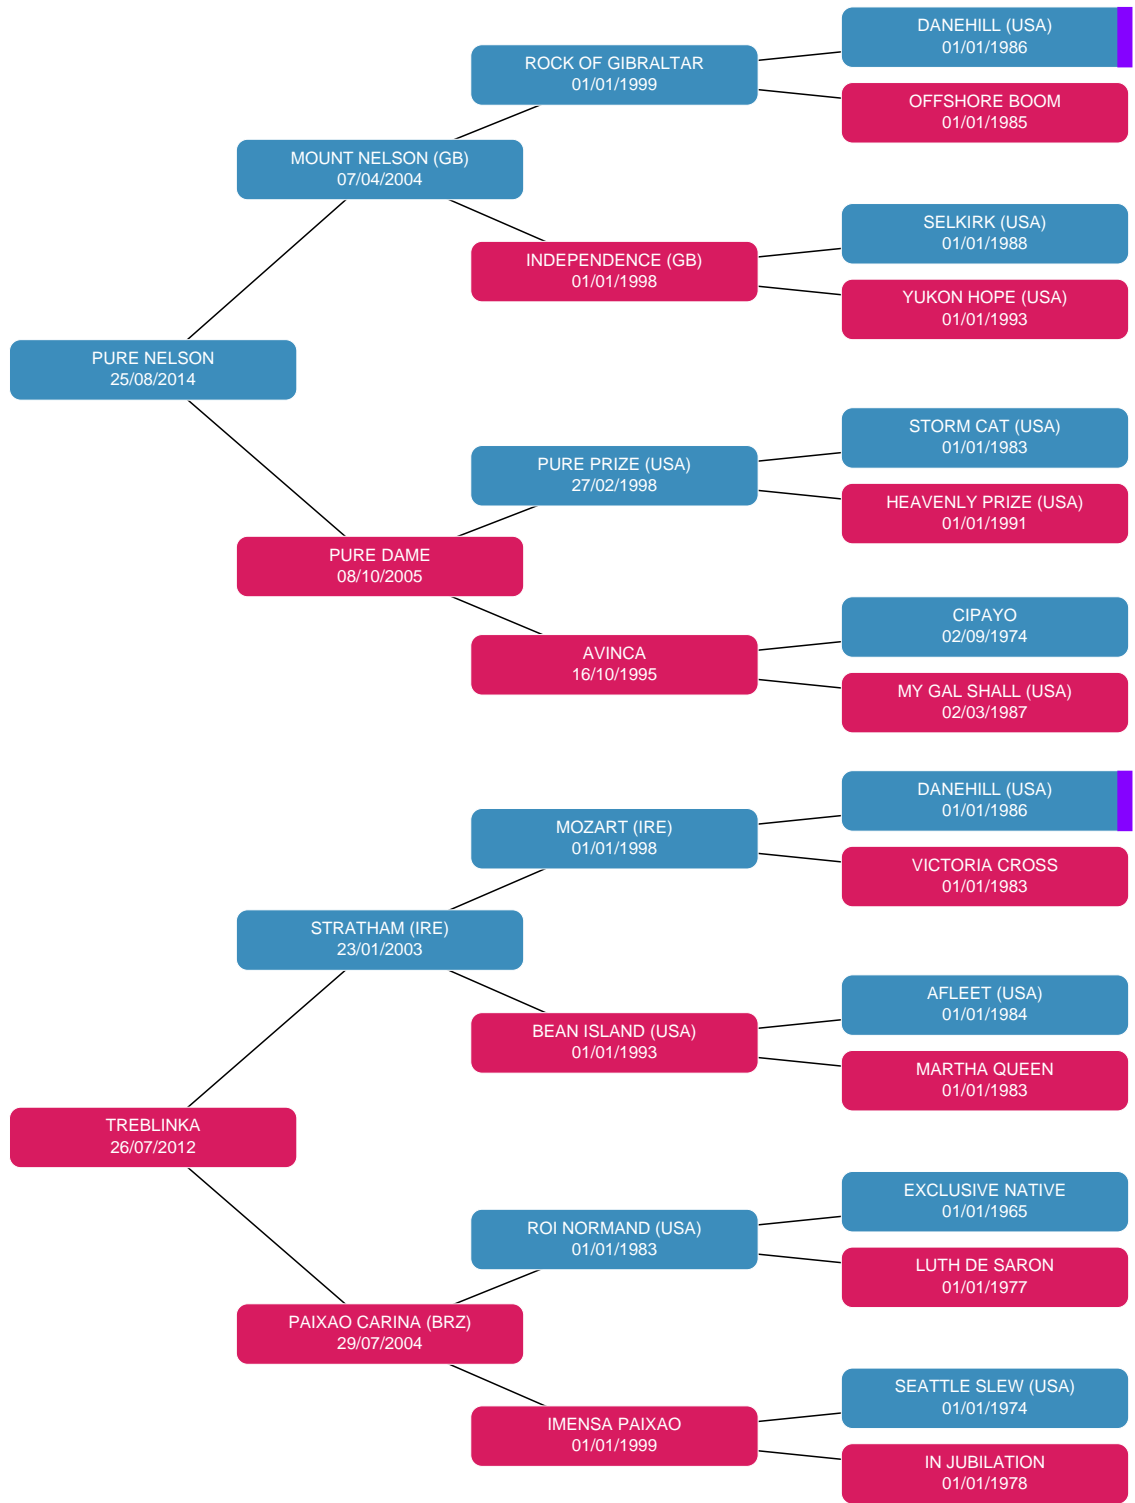 DANEHILL (USA)
01/01/1986
ROCK OF GIBRALTAR
01/01/1999
OFFSHORE BOOM
01/01/1985
MOUNT NELSON (GB)
07/04/2004
SELKIRK (USA)
01/01/1988
INDEPENDENCE (GB)
01/01/1998
YUKON HOPE (USA)
01/01/1993
PURE NELSON
25/08/2014
STORM CAT (USA)
01/01/1983
PURE PRIZE (USA)
27/02/1998
HEAVENLY PRIZE (USA)
01/01/1991
PURE DAME
08/10/2005
CIPAYO
02/09/1974
AVINCA
16/10/1995
MY GAL SHALL (USA)
02/03/1987
DANEHILL (USA)
01/01/1986
MOZART (IRE)
01/01/1998
VICTORIA CROSS
01/01/1983
STRATHAM (IRE)
23/01/2003
AFLEET (USA)
01/01/1984
BEAN ISLAND (USA)
01/01/1993
MARTHA QUEEN
01/01/1983
TREBLINKA
26/07/2012
EXCLUSIVE NATIVE
01/01/1965
ROI NORMAND (USA)
01/01/1983
LUTH DE SARON
01/01/1977
PAIXAO CARINA (BRZ)
29/07/2004
SEATTLE SLEW (USA)
01/01/1974
IMENSA PAIXAO
01/01/1999
IN JUBILATION
01/01/1978